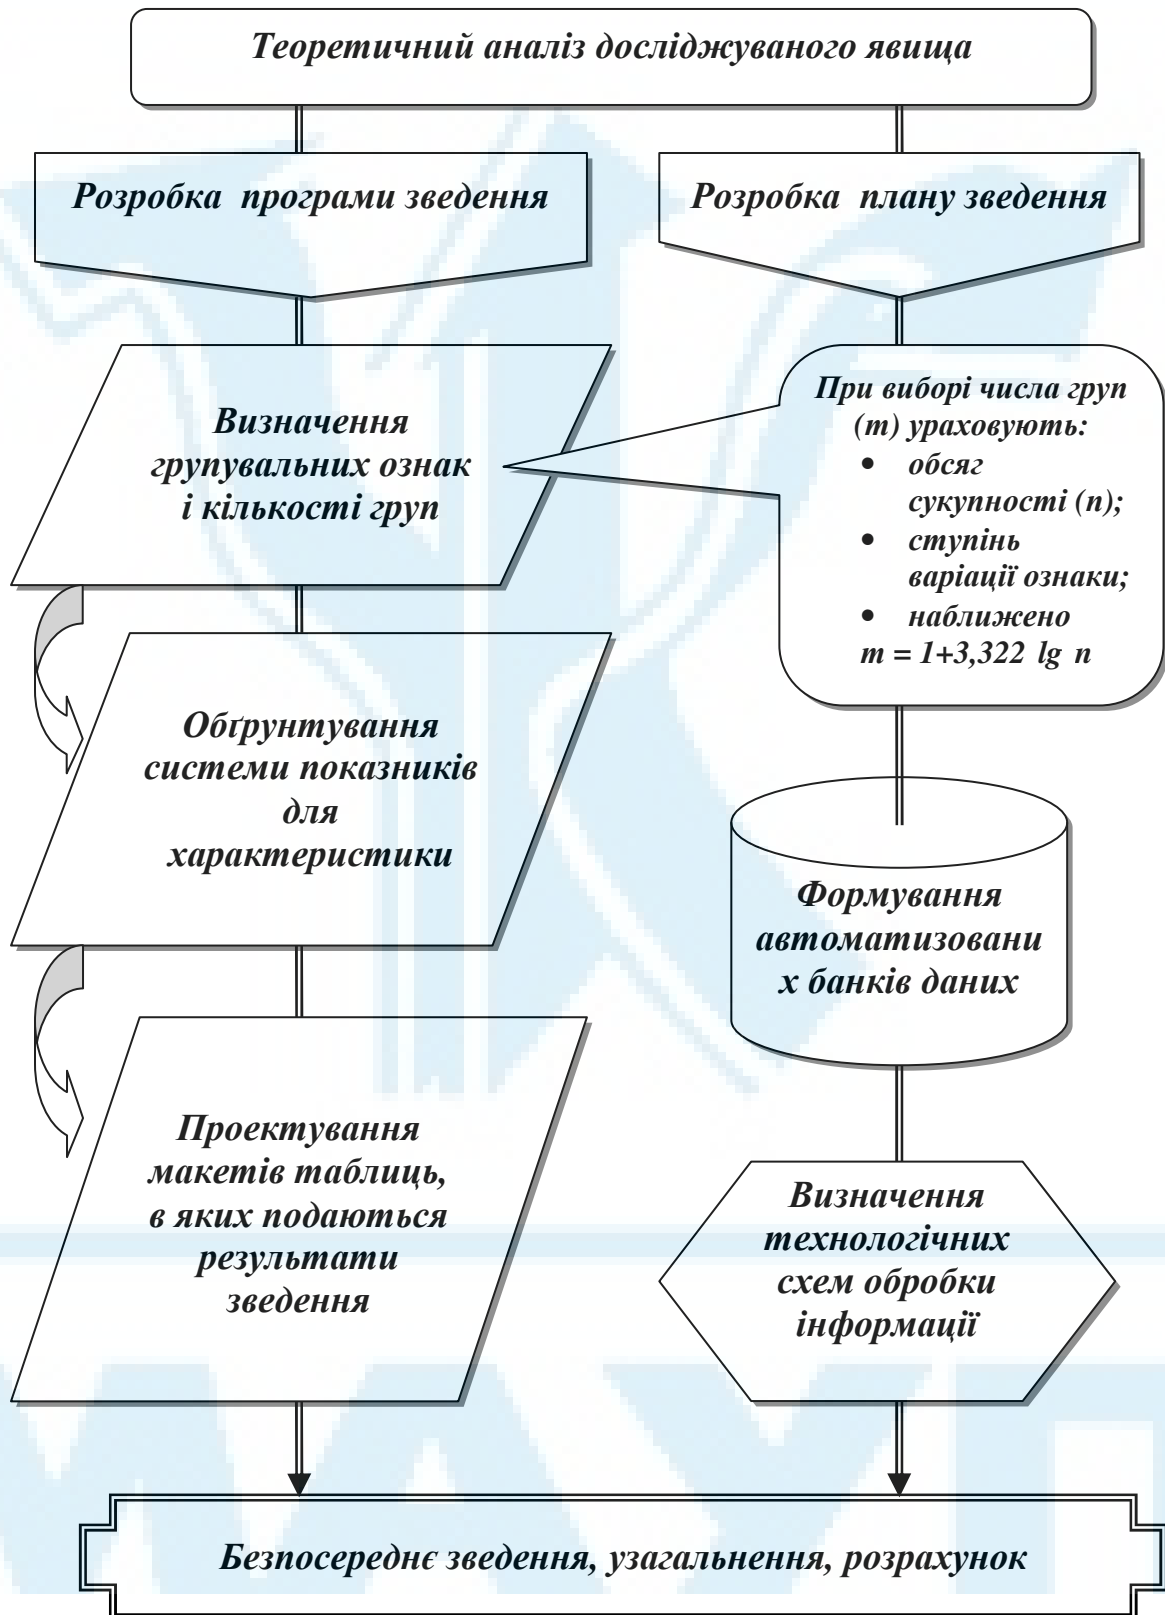 Теоретичний аналіз досліджуваного явища
Розробка програми зведення
Розробка плану зведення
Визначення
групувальних ознак
і кількості груп
При виборі числа груп
(m) ураховують:
• обсяг
сукупності (n);
• ступінь
варіації ознаки;
• наближено
m = 1+3,322 lg n
Обґрунтування
системи показників
для
характеристики
Формування
автоматизовани
х банків даних
Проектування
макетів таблиць,
в яких подаються
результати
зведення
Визначення
технологічних
схем обробки
інформації
Безпосереднє зведення, узагальнення, розрахунок
МАУП